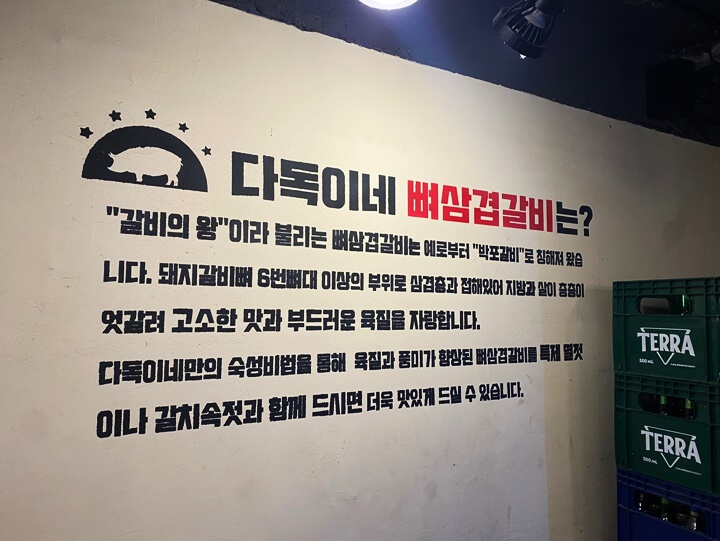 다독이네 뼈삼겹갈비는?
"갈비의 왕"이라 불리는 뼈삼겹갈비는 예로부터 "박포갈비"로 칭해져 왔습
니다. 돼지갈비뼈 6번뼈대 이상의 부위로 삼겹층과 접해있어 지방과 살이 층층이
엇갈려 고소한 맛과 부드러운 육질을 자랑합니다.
다독이네만의 숙성비법을 통해 육질과 풍미가 향상된 뼈삼겹갈비를 특제 멸젓
이나 갈치속젓과 함께 드시면 더욱 맛있게 드실 수 있습니다.
TERRA
500 mL
TERRA
500 mL